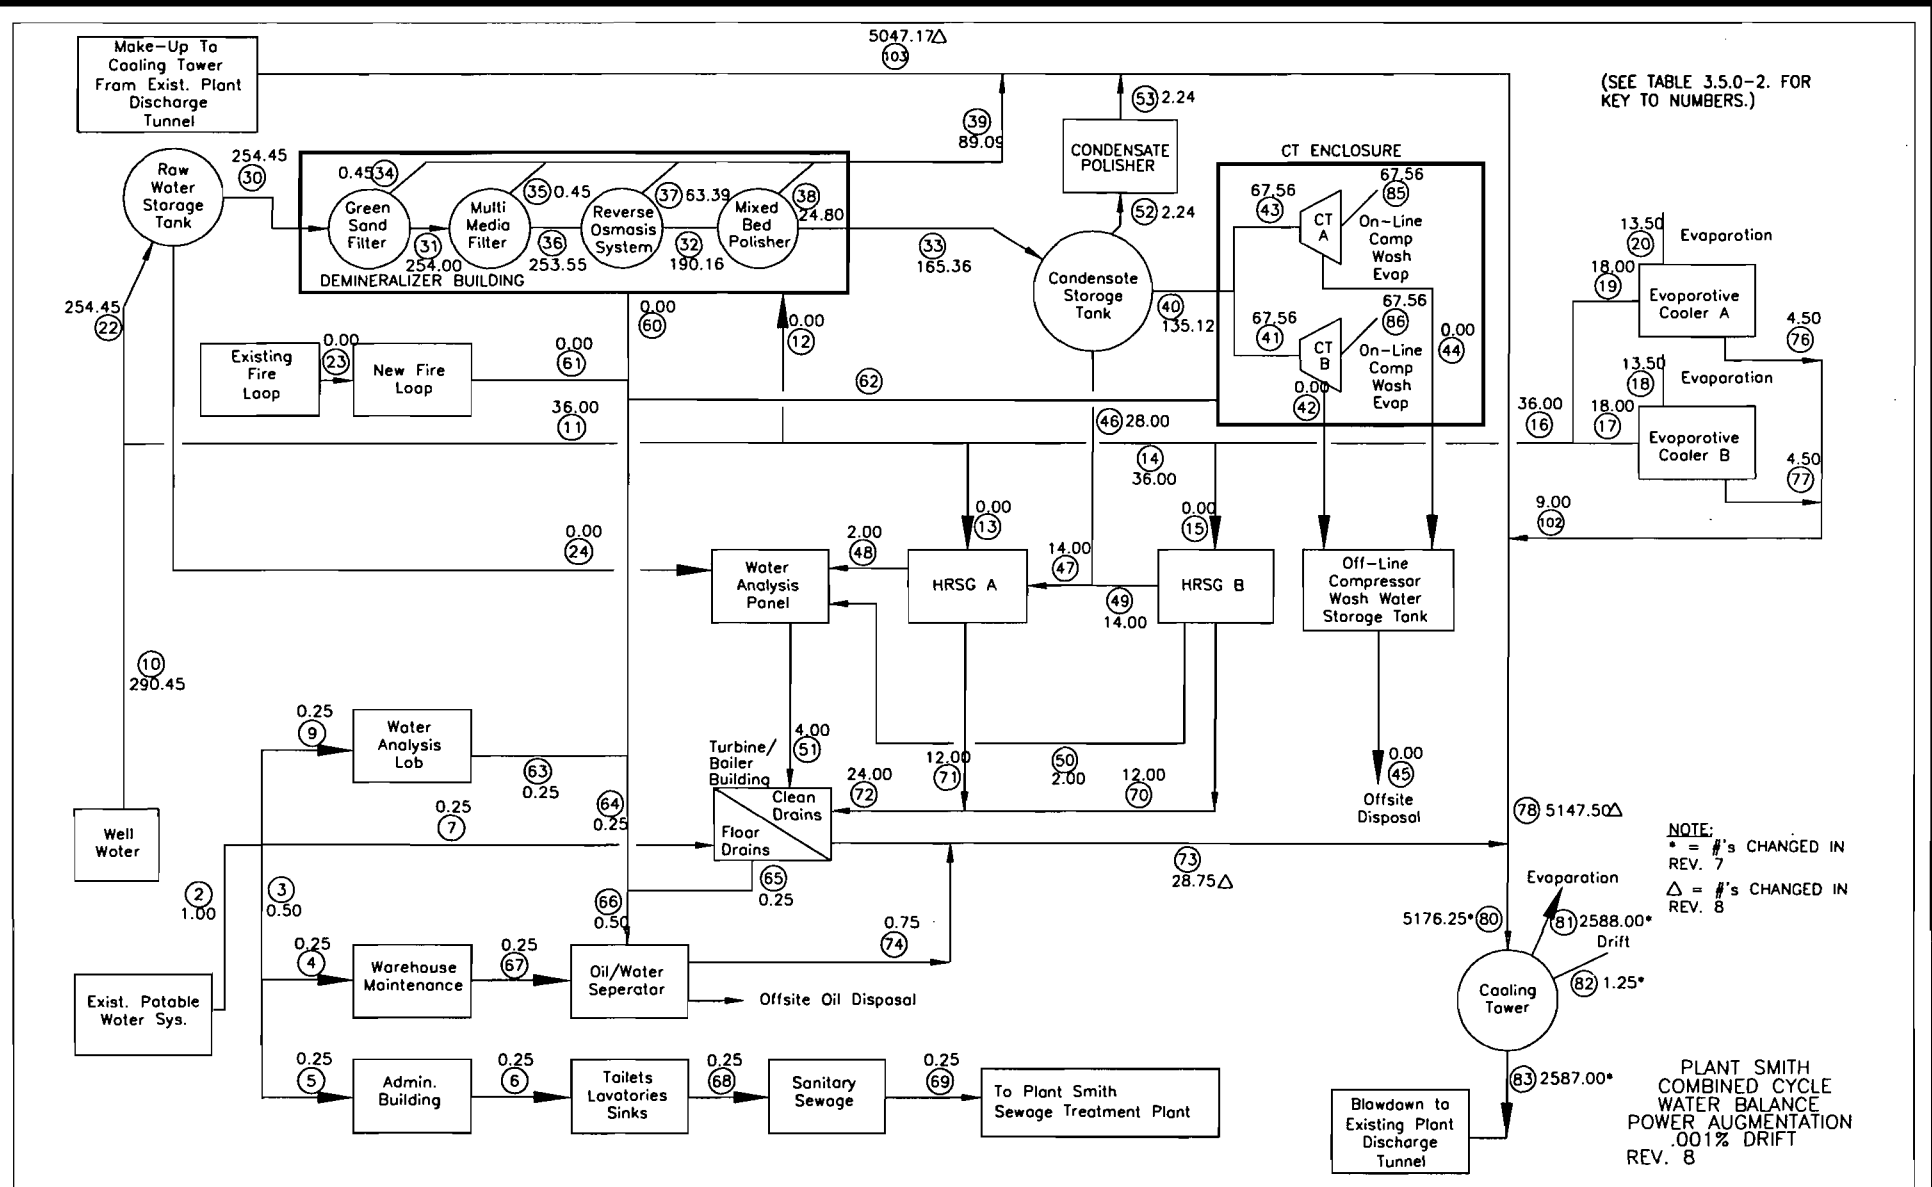 Make-Up To
Cooling Tower
From Exist. Plant
Discharge
Tunnel
5047.17△
103
(SEE TABLE 3.5.0-2. FOR
KEY TO NUMBERS.)
Raw
Water
Storage
Tank
254.45
30
0.45 34
Green
Sand
Filter
31
254.00
35 0.45
Multi
Media
Filter
36
253.55
37 63.39
Reverse
Osmosis
System
32
190.16
38
24.80
Mixed
Bed
Polisher
DEMINERALIZER BUILDING
39
89.09
33
165.36
53 2.24
CONDENSATE
POLISHER
52 2.24
Condensate
Storage
Tank
40
135.12
CT ENCLOSURE
67.56
43
CT
A
67.56
85
On-Line
Comp
Wash
Evap
67.56
41
CT
B
67.56
86
On-Line
Comp
Wash
Evap
0.00
42
0.00
44
13.50
20
Evaporation
18.00
19
Evaporative
Cooler A
4.50
76
13.50
18
Evaporation
36.00
16
18.00
17
Evaporative
Cooler B
4.50
77
9.00
102
254.45
22
Existing
Fire
Loop
0.00
23
New Fire
Loop
0.00
61
0.00
60
0.00
12
62
36.00
11
46 28.00
14
36.00
0.00
24
Water
Analysis
Panel
2.00
48
0.00
13
HRSG A
14.00
47
49
14.00
0.00
15
HRSG B
Off-Line
Compressor
Wash Water
Storage Tank
10
290.45
0.25
9
Water
Analysis
Lab
63
0.25
64
0.25
Turbine/
Boiler
Building
4.00
51
Clean
Drains
Floor
Drains
24.00
72
12.00
71
50
2.00
12.00
70
0.00
45
Offsite
Disposal
78 5147.50△
Well
Water
0.25
7
73
28.75△
NOTE:
* = #'s CHANGED IN
REV. 7
△ = #'s CHANGED IN
REV. 8
2
1.00
3
0.50
65
0.25
66
0.50
0.75
74
5176.25* 80
Evaporation
81 2588.00*
Drift
82 1.25*
Cooling
Tower
Exist. Potable
Water Sys.
0.25
4
Warehouse
Maintenance
0.25
67
Oil/Water
Seperator
Offsite Oil Disposal
0.25
5
Admin.
Building
0.25
6
Toilets
Lavatories
Sinks
0.25
68
Sanitary
Sewage
0.25
69
To Plant Smith
Sewage Treatment Plant
83 2587.00*
Blowdown to
Existing Plant
Discharge
Tunnel
PLANT SMITH
COMBINED CYCLE
WATER BALANCE
POWER AUGMENTATION
.001% DRIFT
REV. 8